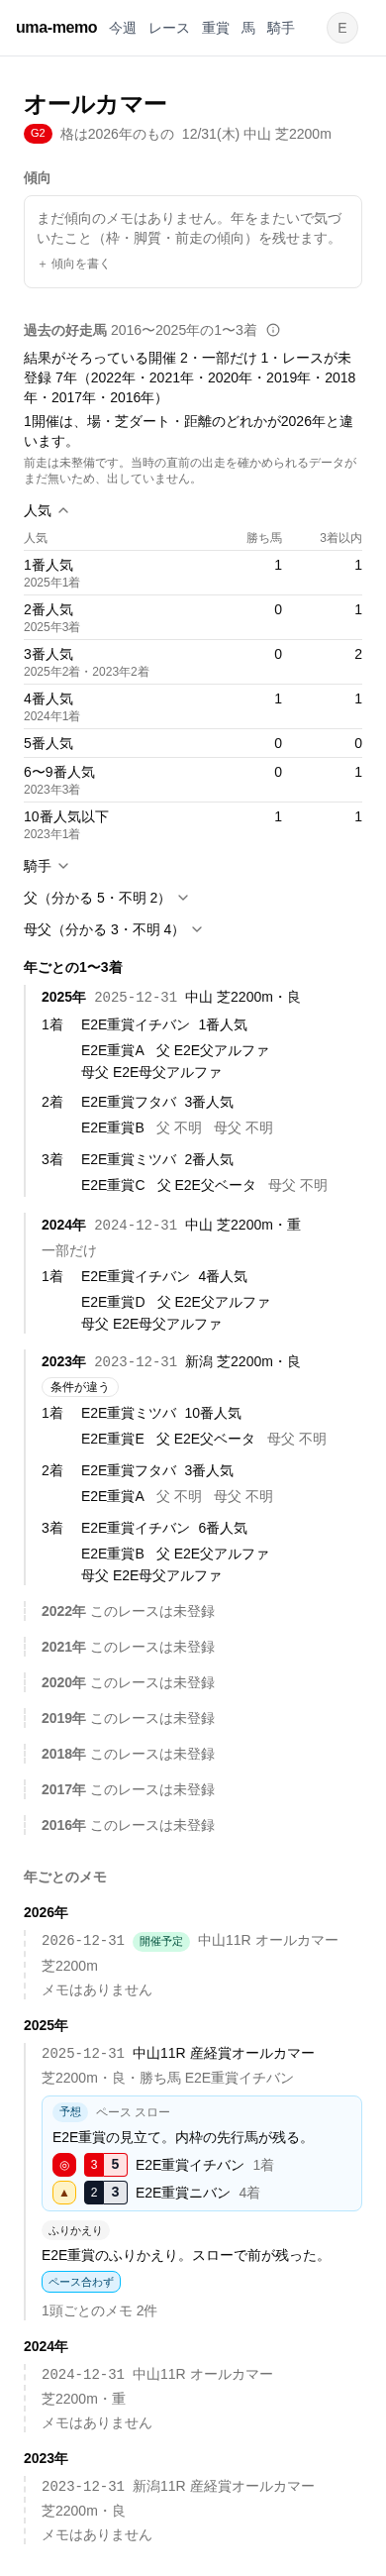 uma-memo 今週 レース 重賞 馬 騎手 E
オールカマー
G2 格は2026年のもの 12/31(木) 中山 芝2200m
傾向
まだ傾向のメモはありません。年をまたいで気づ
いたこと（枠・脚質・前走の傾向）を残せます。
＋ 傾向を書く
過去の好走馬 2016〜2025年の1〜3着
結果がそろっている開催 2・一部だけ 1・レースが未
登録 7年（2022年・2021年・2020年・2019年・2018
年・2017年・2016年）
1開催は、場・芝ダート・距離のどれかが2026年と違
います。
前走は未整備です。当時の直前の出走を確かめられるデータがま
だ無いため、出していません。
人気
人気 勝ち馬 3着以内
1番人気 1 1
2025年1着
2番人気 0 1
2025年3着
3番人気 0 2
2025年2着・2023年2着
4番人気 1 1
2024年1着
5番人気 0 0
6〜9番人気 0 1
2023年3着
10番人気以下 1 1
2023年1着
騎手
父（分かる 5・不明 2）
母父（分かる 3・不明 4）
年ごとの1〜3着
2025年 2025-12-31 中山 芝2200m・良
1着 E2E重賞イチバン 1番人気
E2E重賞A 父 E2E父アルファ
母父 E2E母父アルファ
2着 E2E重賞フタバ 3番人気
E2E重賞B 父 不明 母父 不明
3着 E2E重賞ミツバ 2番人気
E2E重賞C 父 E2E父ベータ 母父 不明
2024年 2024-12-31 中山 芝2200m・重
一部だけ
1着 E2E重賞イチバン 4番人気
E2E重賞D 父 E2E父アルファ
母父 E2E母父アルファ
2023年 2023-12-31 新潟 芝2200m・良
条件が違う
1着 E2E重賞ミツバ 10番人気
E2E重賞E 父 E2E父ベータ 母父 不明
2着 E2E重賞フタバ 3番人気
E2E重賞A 父 不明 母父 不明
3着 E2E重賞イチバン 6番人気
E2E重賞B 父 E2E父アルファ
母父 E2E母父アルファ
2022年 このレースは未登録
2021年 このレースは未登録
2020年 このレースは未登録
2019年 このレースは未登録
2018年 このレースは未登録
2017年 このレースは未登録
2016年 このレースは未登録
年ごとのメモ
2026年
2026-12-31 開催予定 中山11R オールカマー
芝2200m
メモはありません
2025年
2025-12-31 中山11R 産経賞オールカマー
芝2200m・良・勝ち馬 E2E重賞イチバン
予想 ペース スロー
E2E重賞の見立て。内枠の先行馬が残る。
◎ 3 5 E2E重賞イチバン 1着
▲ 2 3 E2E重賞ニバン 4着
ふりかえり
E2E重賞のふりかえり。スローで前が残った。
ペース合わず
1頭ごとのメモ 2件
2024年
2024-12-31 中山11R オールカマー
芝2200m・重
メモはありません
2023年
2023-12-31 新潟11R 産経賞オールカマー
芝2200m・良
メモはありません